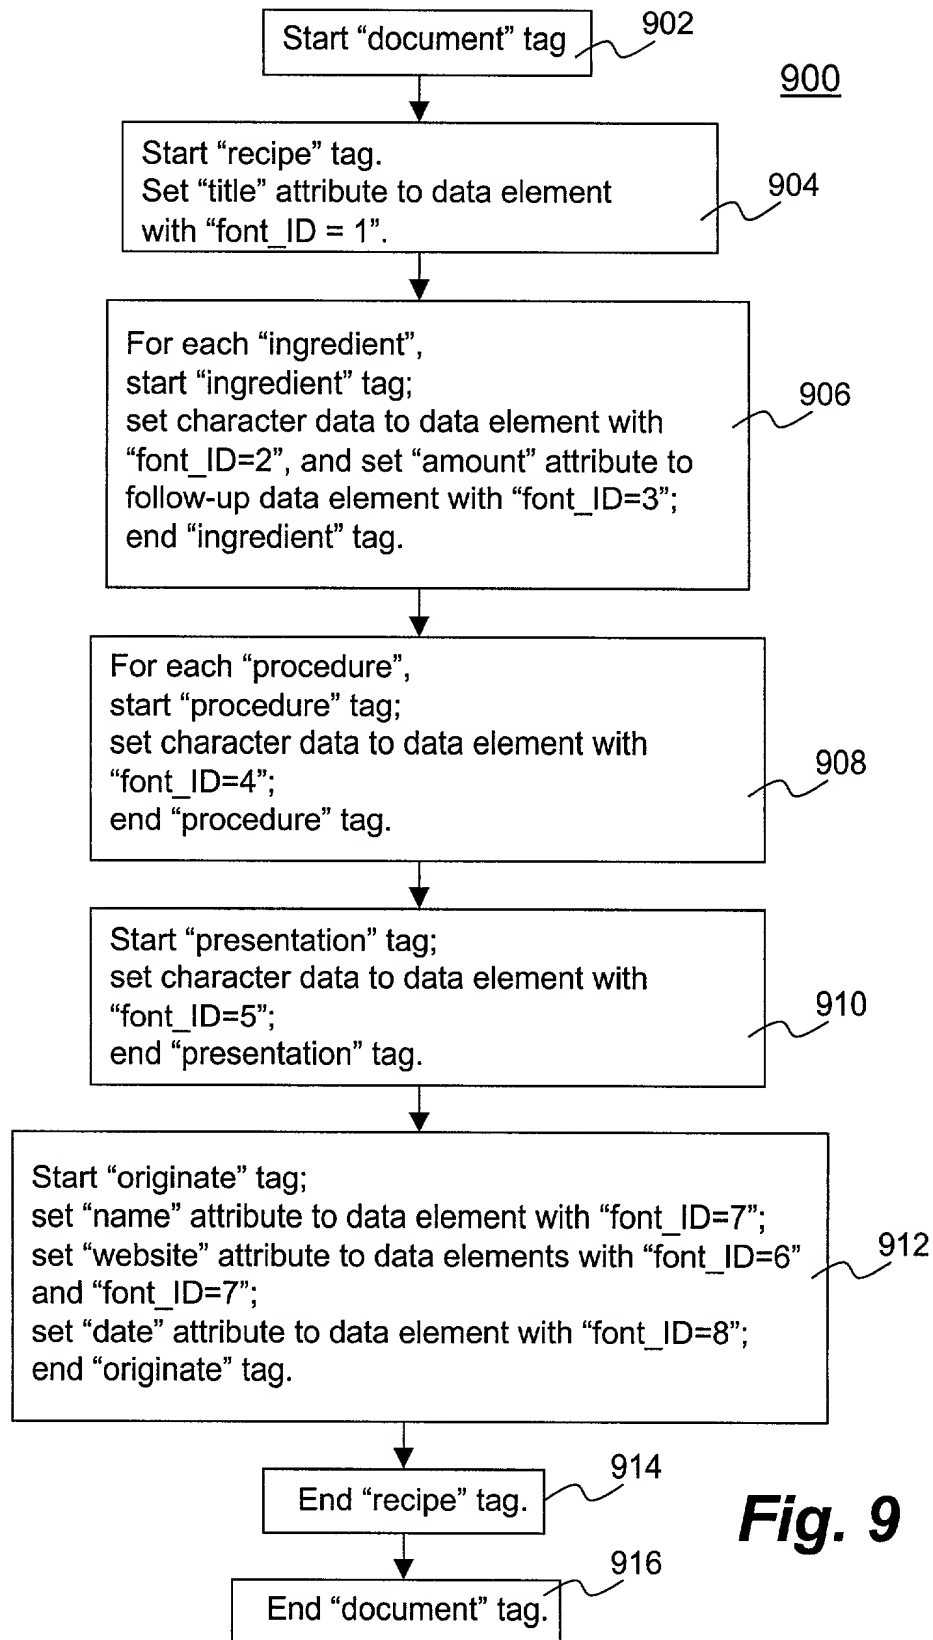 Start “document” tag
902
900
Start “recipe” tag.
Set “title” attribute to data element
with “font_ID = 1”.
904
For each “ingredient”,
start “ingredient” tag;
set character data to data element with
“font_ID=2”, and set “amount” attribute to
follow-up data element with “font_ID=3”;
end “ingredient” tag.
906
For each “procedure”,
start “procedure” tag;
set character data to data element with
“font_ID=4”;
end “procedure” tag.
908
Start “presentation” tag;
set character data to data element with
“font_ID=5”;
end “presentation” tag.
910
Start “originate” tag;
set “name” attribute to data element with “font_ID=7”;
set “website” attribute to data elements with “font_ID=6”
and “font_ID=7”;
set “date” attribute to data element with “font_ID=8”;
end “originate” tag.
912
End “recipe” tag.
914
Fig. 9
End “document” tag.
916